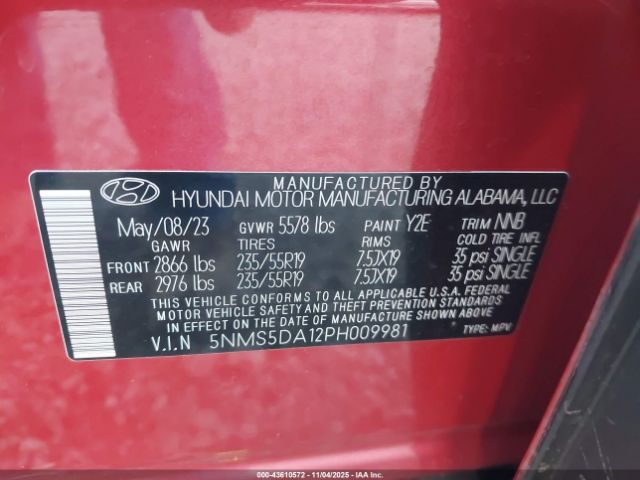 MANUFACTURED BY
HYUNDAI MOTOR MANUFACTURING ALABAMA, LLC
May/08/23 GVWR 5578 lbs PAINT Y2E TRIM NNB
GAWR TIRES RIMS COLD TIRE INFL
FRONT 2866 lbs 235/55R19 7.5JX19 35 psi SINGLE
REAR 2976 lbs 235/55R19 7.5JX19 35 psi SINGLE
THIS VEHICLE CONFORMS TO ALL APPLICABLE U.S.A. FEDERAL
MOTOR VEHICLE SAFETY, BUMPER, AND THEFT PREVENTION
STANDARDS IN EFFECT ON THE DATE OF MANUFACTURE SHOWN ABOVE.
V.I.N 5NMS5DA12PH009981 TYPE: MPV
000-43610572 - 11/04/2025 - IAA Inc.